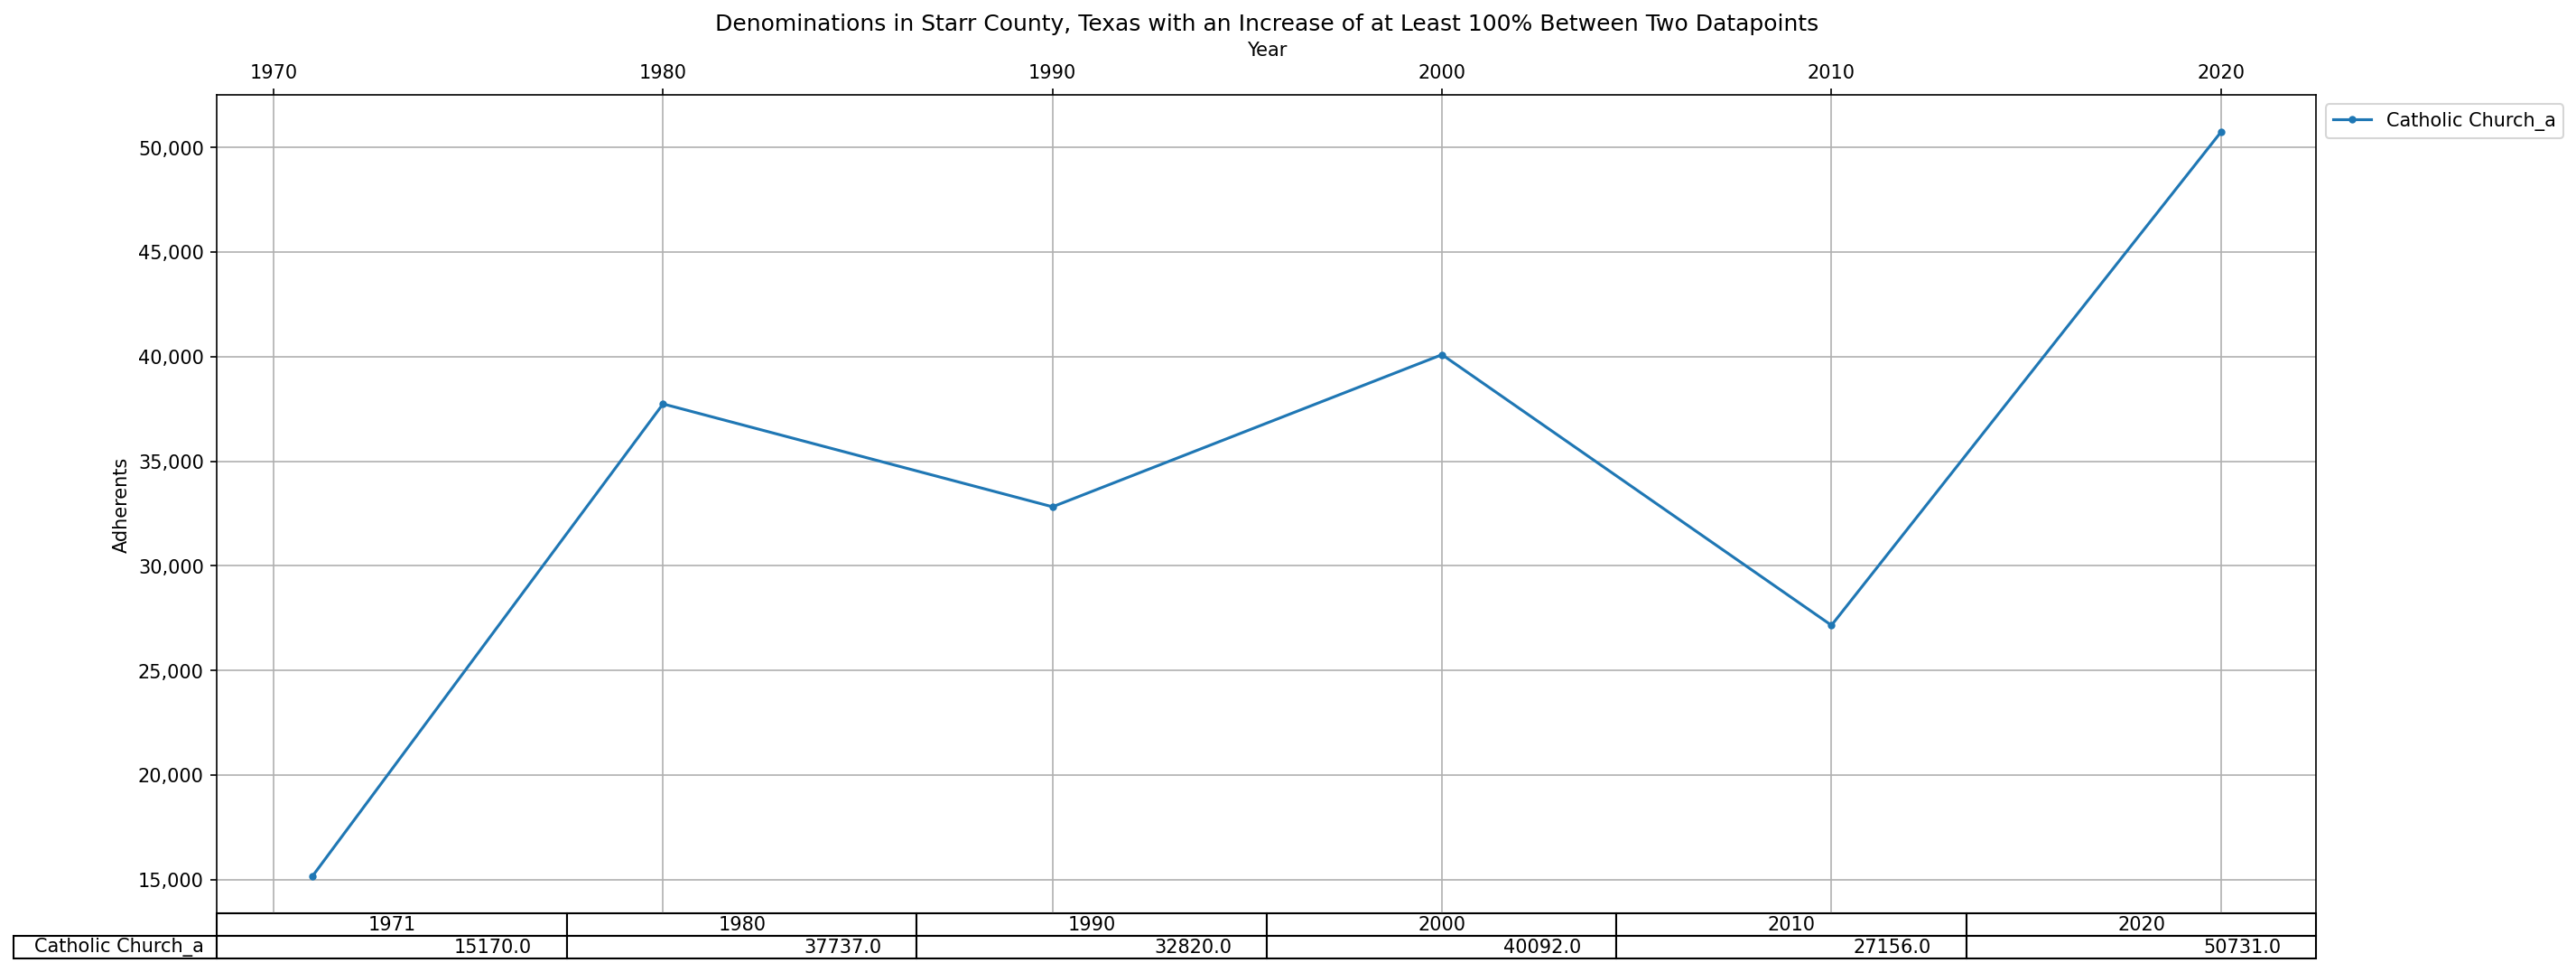 Denominations in Starr County, Texas with an Increase of at Least 100% Between Two Datapoints
Year
1970 1980 1990 2000 2010 2020
Catholic Church_a
50,000
45,000
40,000
35,000
30,000
25,000
20,000
15,000
Adherents
1971 1980 1990 2000 2010 2020
Catholic Church_a 15170.0 37737.0 32820.0 40092.0 27156.0 50731.0